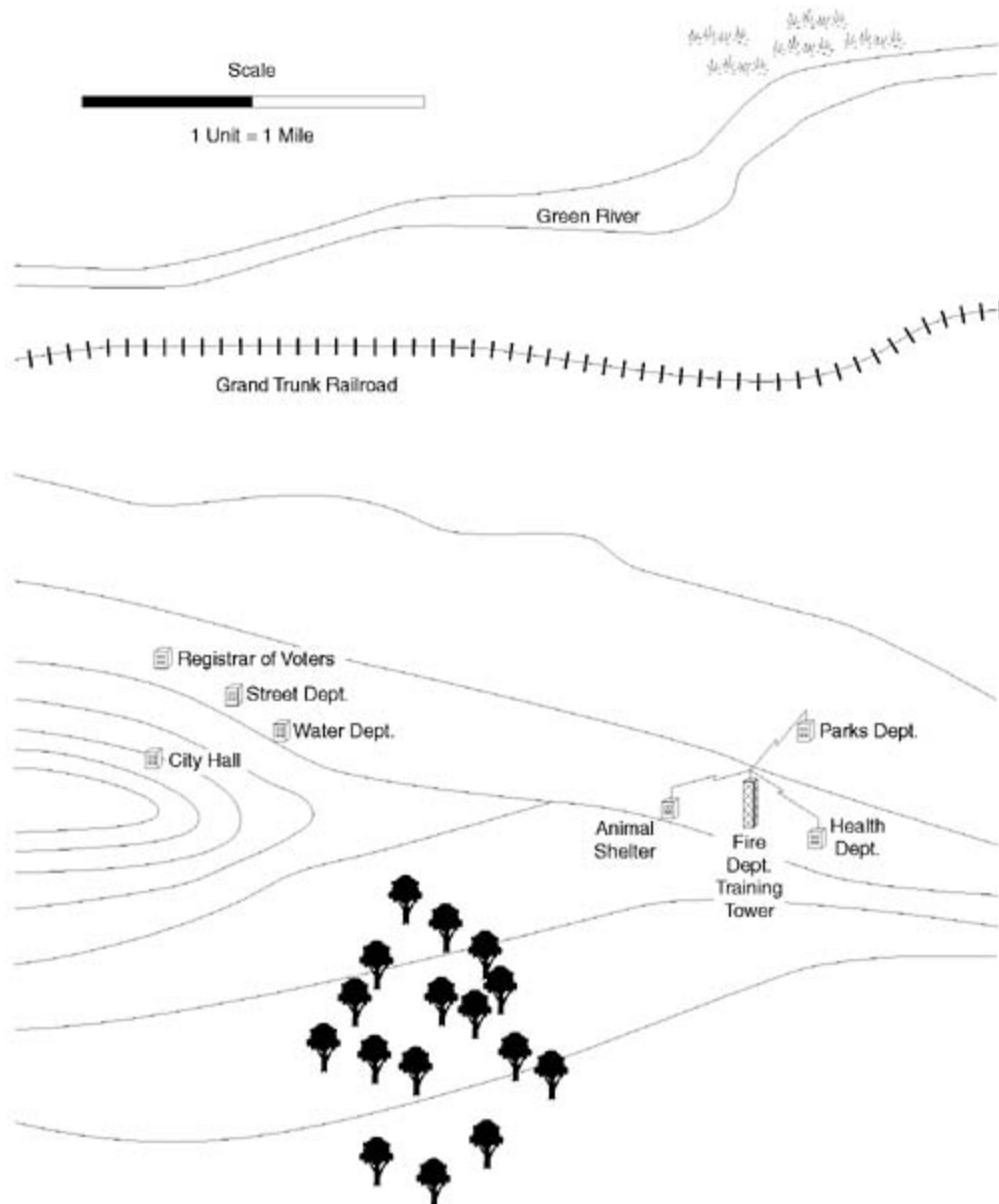 Scale
1 Unit = 1 Mile
Green River
Grand Trunk Railroad
Registrar of Voters
Street Dept.
Water Dept.
City Hall
Parks Dept.
Animal
Shelter
Fire
Dept.
Training
Tower
Health
Dept.